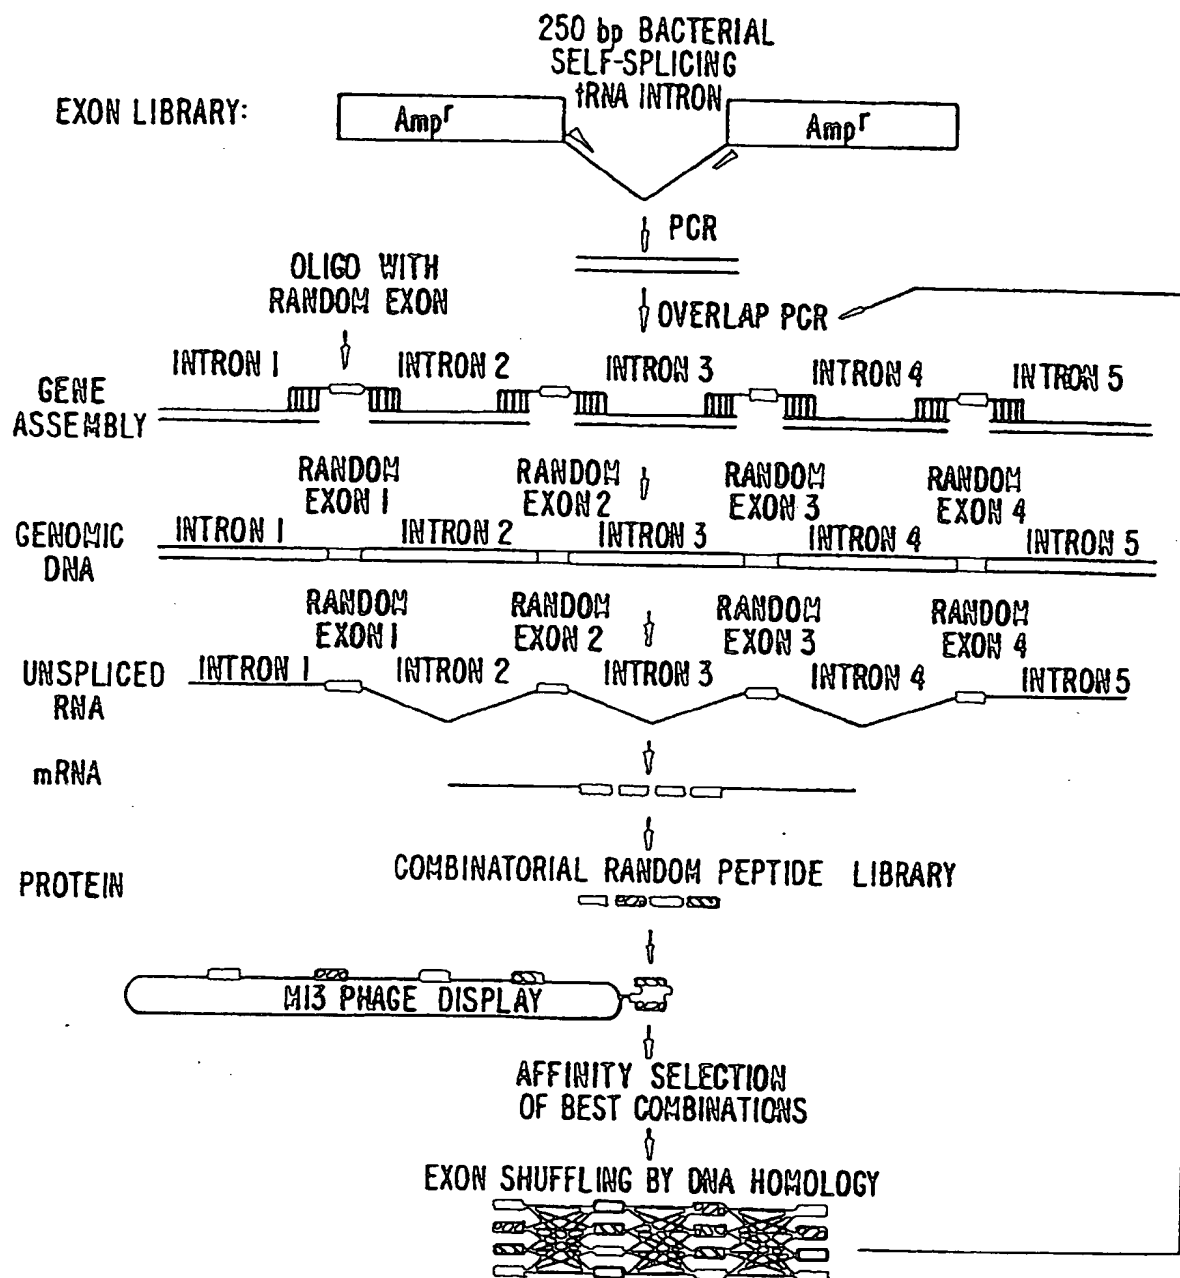 250 bp BACTERIAL
SELF-SPLICING
tRNA INTRON
EXON LIBRARY:
Ampr
Ampr
PCR
OLIGO WITH
RANDOM EXON
OVERLAP PCR
INTRON 1
INTRON 2
INTRON 3
INTRON 4
INTRON 5
GENE
ASSEMBLY
RANDOM
EXON 1
RANDOM
EXON 2
RANDOM
EXON 3
RANDOM
EXON 4
GENOMIC
DNA
INTRON 1
INTRON 2
INTRON 3
INTRON 4
INTRON 5
RANDOM
EXON 1
RANDOM
EXON 2
RANDOM
EXON 3
RANDOM
EXON 4
UNSPLICED
RNA
INTRON 1
INTRON 2
INTRON 3
INTRON 4
INTRON 5
mRNA
PROTEIN
COMBINATORIAL RANDOM PEPTIDE LIBRARY
M13 PHAGE DISPLAY
AFFINITY SELECTION
OF BEST COMBINATIONS
EXON SHUFFLING BY DNA HOMOLOGY